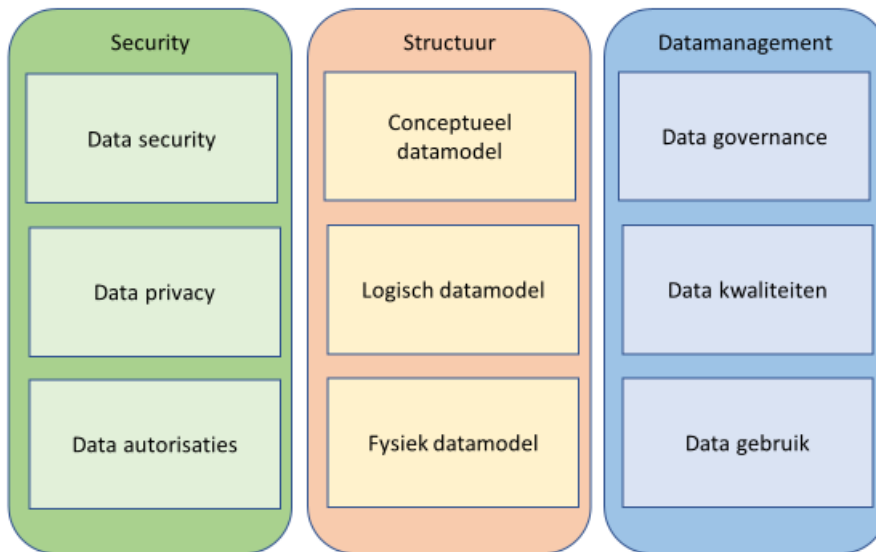 Security
Data security
Data privacy
Data autorisaties
Structuur
Conceptueel
datamodel
Logisch datamodel
Fysiek datamodel
Datamanagement
Data governance
Data kwaliteiten
Data gebruik